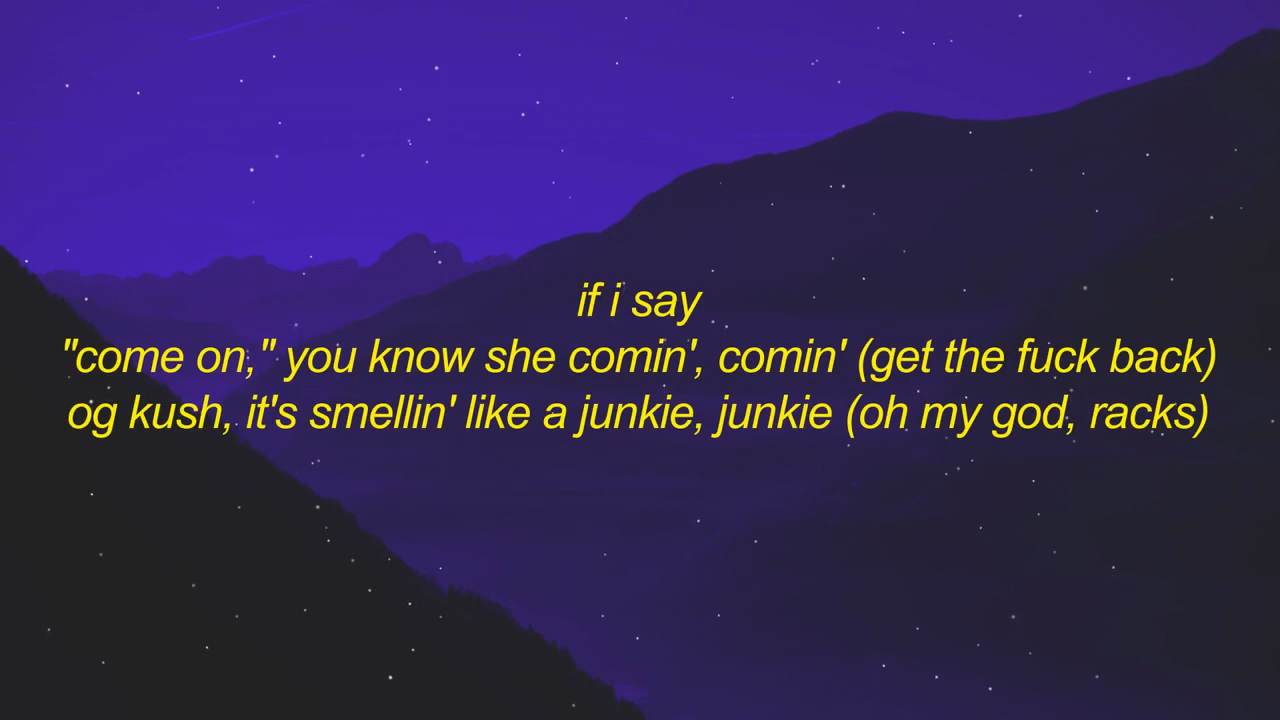 if i say
"come on," you know she comin', comin' (get the fuck back)
og kush, it's smellin' like a junkie, junkie (oh my god, racks)